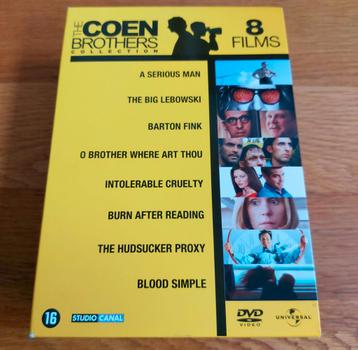 THE COEN BROTHERS COLLECTION
8 FILMS
A SERIOUS MAN
THE BIG LEBOWSKI
BARTON FINK
O BROTHER WHERE ART THOU
INTOLERABLE CRUELTY
BURN AFTER READING
THE HUDSUCKER PROXY
BLOOD SIMPLE
16
STUDIO CANAL
DVD VIDEO
UNIVERSAL